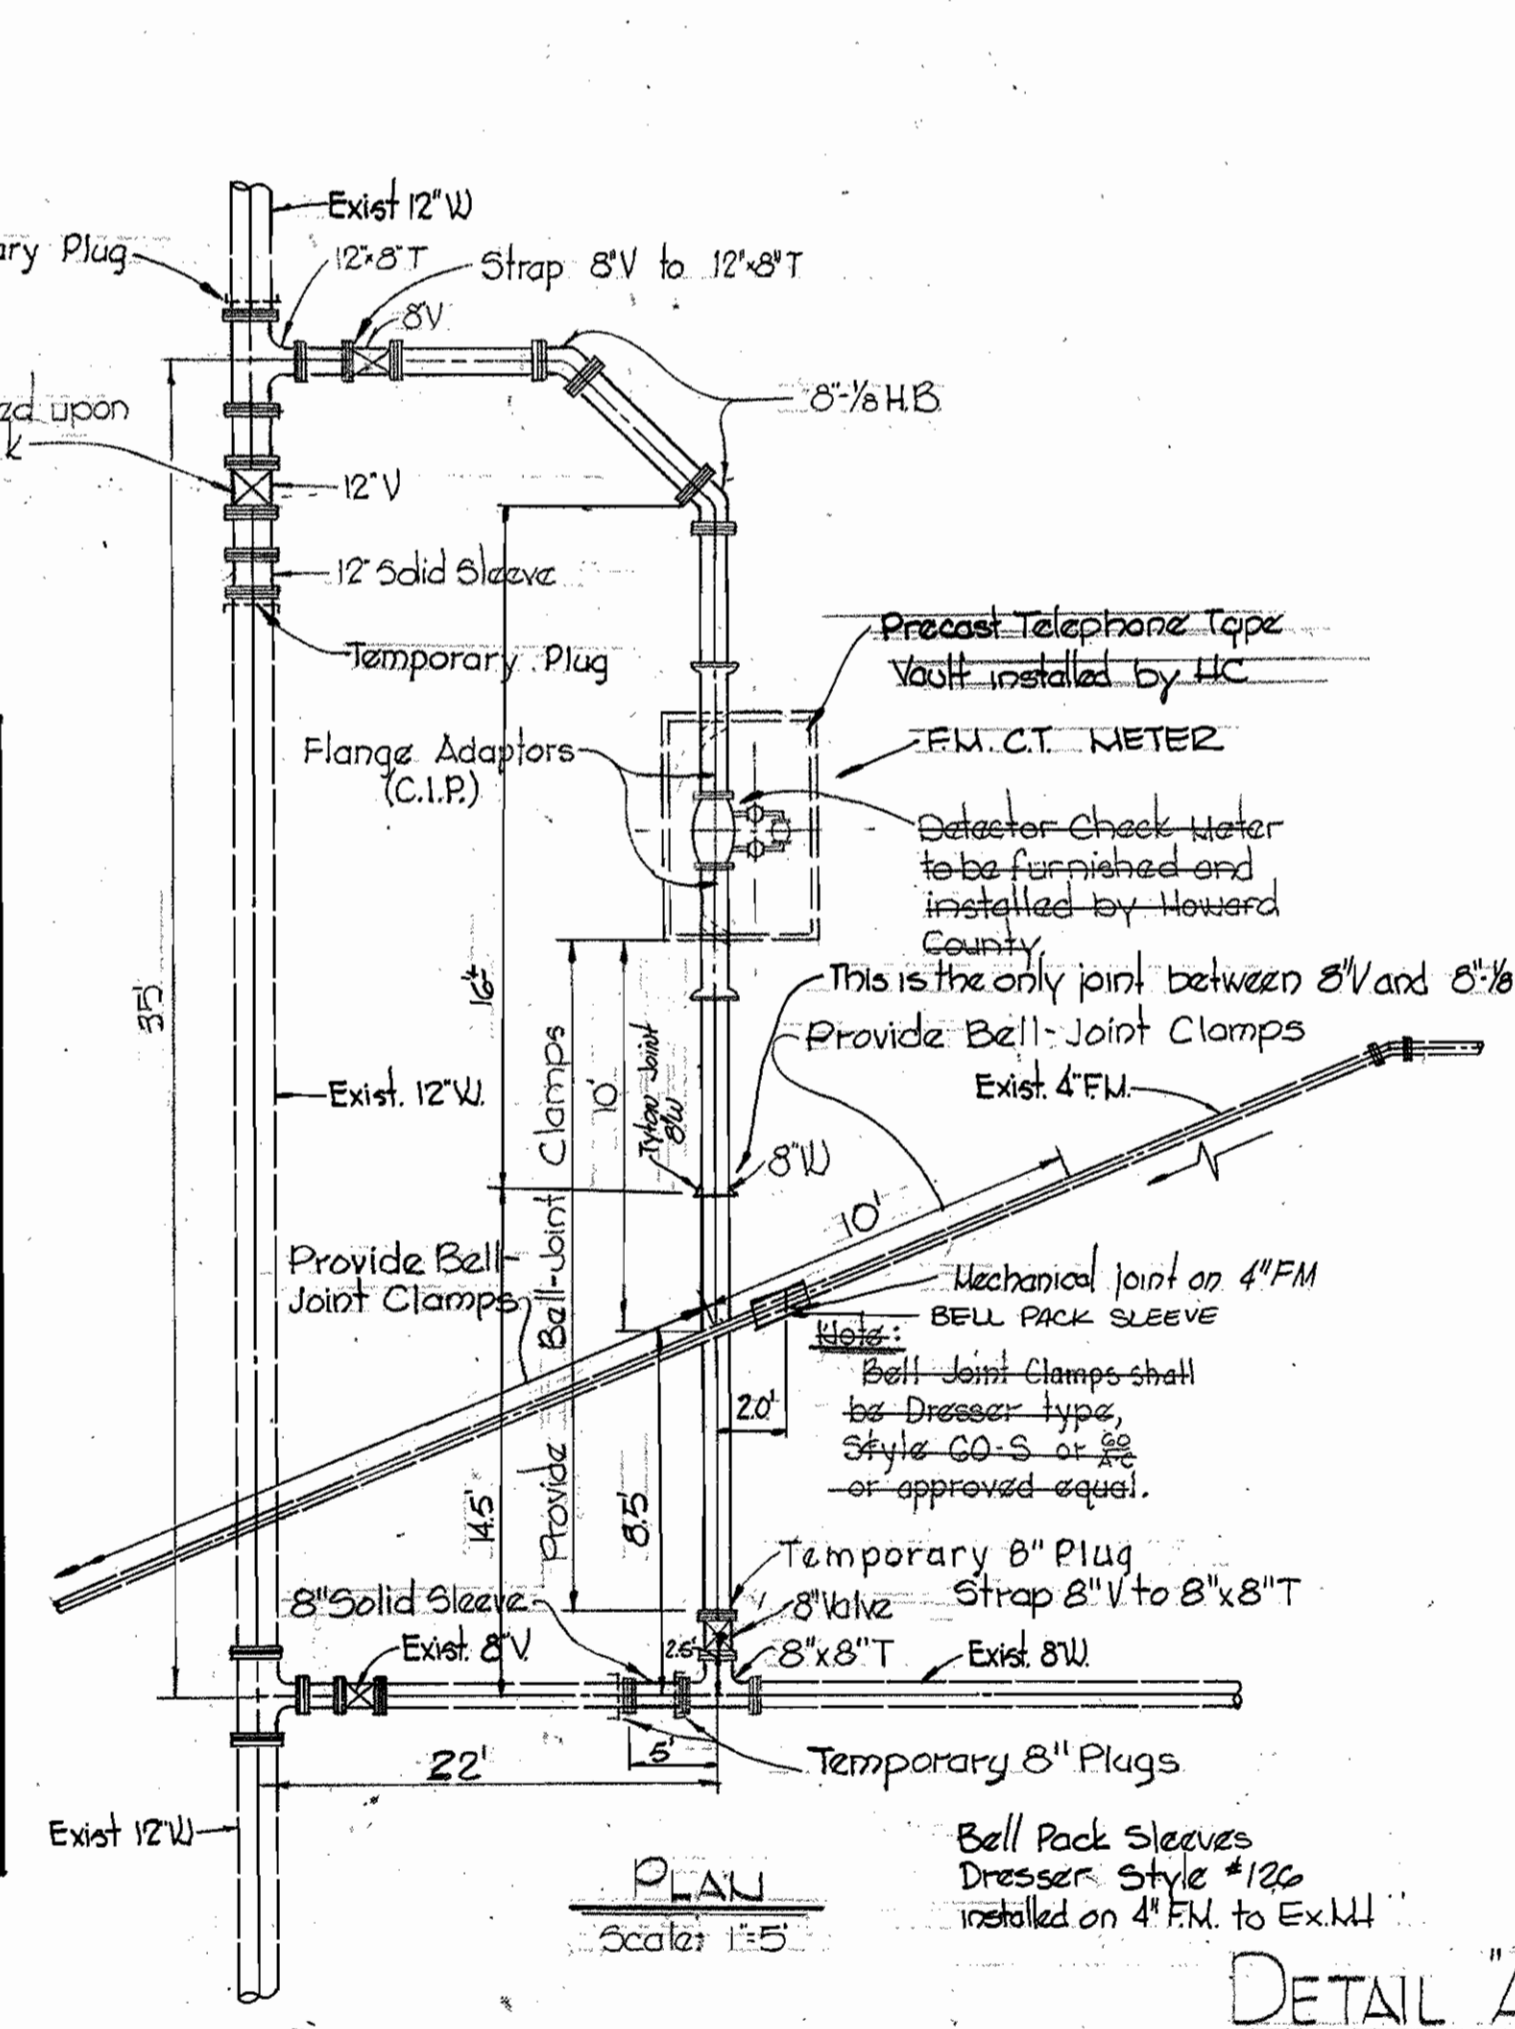 Exist 12"W
ary Plug
12"x8"T
Strap 8"V to 12"x8"T
8"V
zed upon
k
8"-1/8 H.B.
12"V
12" Solid Sleeve
Temporary Plug
Precast Telephone Type
Vault installed by HC
Flange Adaptors
(C.I.P.)
F.M. C.T. METER
Detector Check Meter
to be furnished and
installed by Howard
County.
35'
16'±
This is the only joint between 8"V and 8"-1/8
Provide Bell-Joint Clamps
Exist. 4"F.M.
Exist. 12"W.
Provide Bell-Joint Clamps
10'
Tyton Joint
8"W
8"W
10'
N
Provide Bell-
Joint Clamps
Mechanical joint on 4"FM
BELL PACK SLEEVE
Note:
Bell Joint Clamps shall
be Dresser type,
Style 60-S or 60 A-C
or approved equal.
2.0'
14.5'
8.5'
Temporary 8" Plug
Strap 8"V to 8"x8"T
8"Solid Sleeve
8"Valve
Exist. 8"V.
2.5'
8"x8"T
Exist. 8W.
5'
22'
Temporary 8" Plugs
Exist 12"W
PLAN
Scale: 1"=5'
Bell Pack Sleeves
Dresser Style #126
installed on 4" F.M. to Ex.MH
DETAIL "A